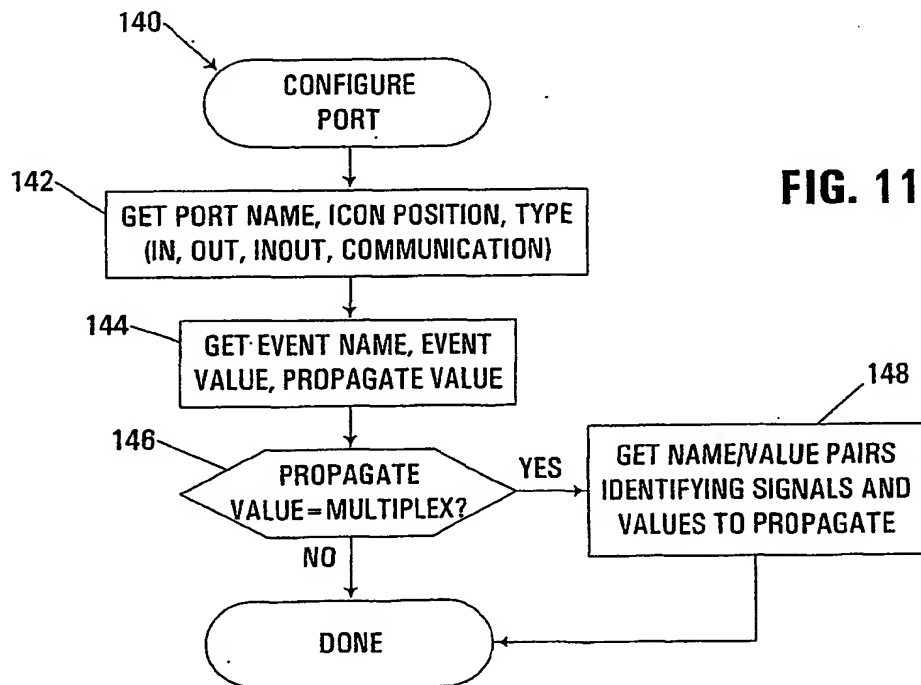 140
CONFIGURE
PORT
142
GET PORT NAME, ICON POSITION, TYPE
(IN, OUT, INOUT, COMMUNICATION)
FIG. 11
144
GET EVENT NAME, EVENT
VALUE, PROPAGATE VALUE
146
PROPAGATE
VALUE=MULTIPLEX?
YES
148
GET NAME/VALUE PAIRS
IDENTIFYING SIGNALS AND
VALUES TO PROPAGATE
NO
DONE